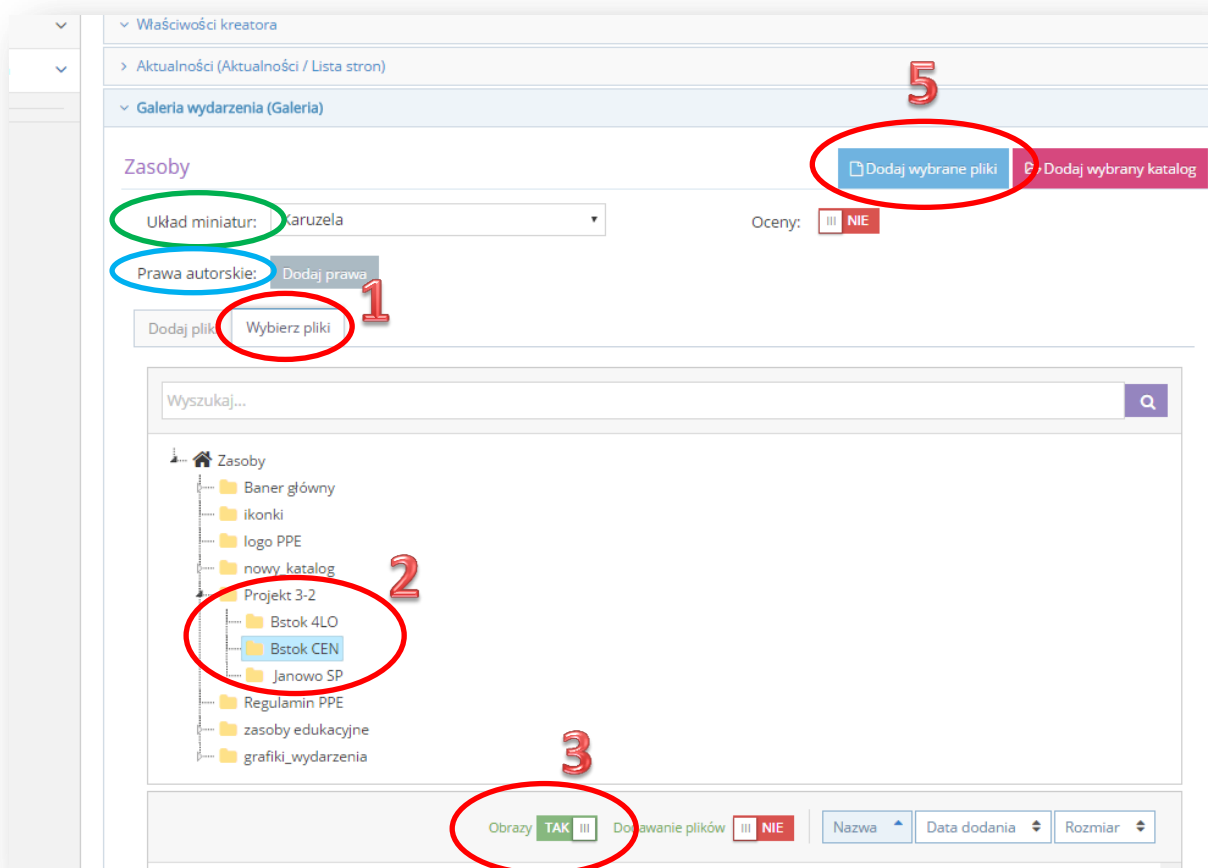 Właściwości kreatora
Aktualności (Aktualności / Lista stron)
5
Galeria wydarzenia (Galeria)
Zasoby
Dodaj wybrane pliki
Dodaj wybrany katalog
Układ miniatur: Karuzela
Oceny: NIE
Prawa autorskie: Dodaj prawa
1
Dodaj plik Wybierz pliki
Wyszukaj...
Zasoby
Baner główny
ikonki
logo PPE
nowy_katalog
2
Projekt 3-2
Bstok 4LO
Bstok CEN
Janowo SP
Regulamin PPE
zasoby edukacyjne
grafiki_wydarzenia
3
Obrazy TAK Dodawanie plików NIE Nazwa Data dodania Rozmiar